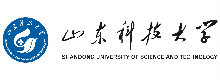 山东科技大学
SHANDONG UNIVERSITY OF SCIENCE AND TECHNOLOGY